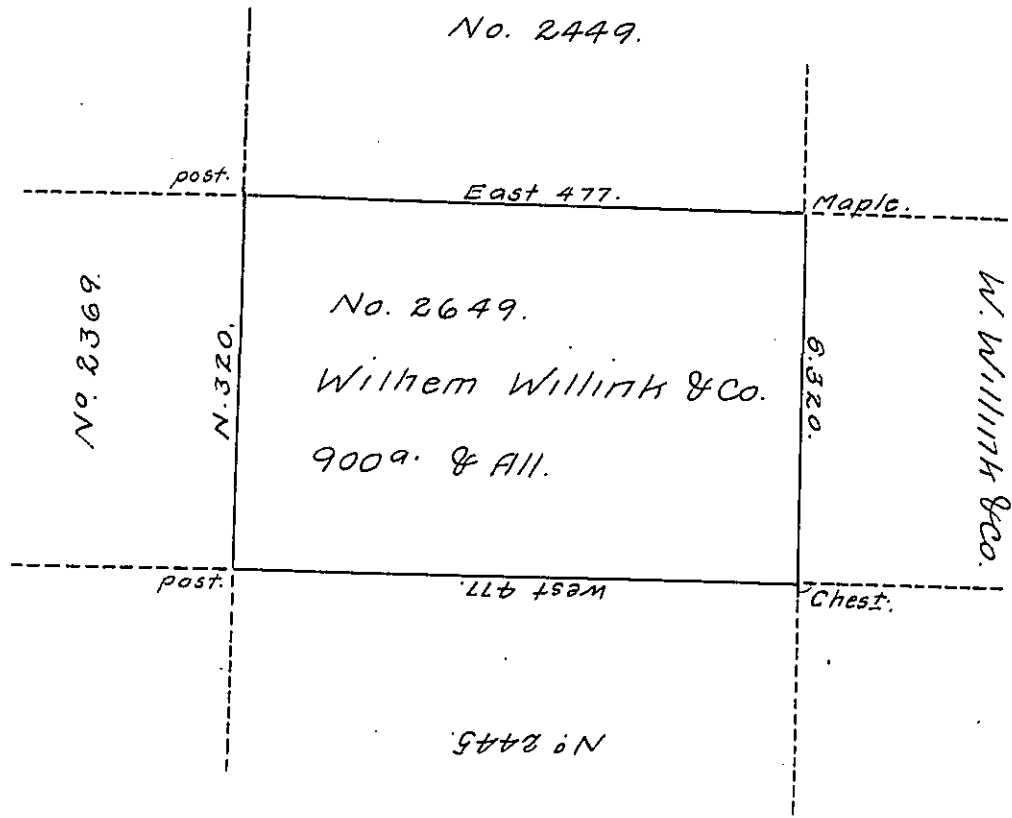 No. 2449.
post.
East 477.
Maple.
No. 2369.
N. 320.
No. 2649.
Wilhem Willink & Co.
900a. & All.
S. 320.
W. Willink & Co.
post.
West 477.
Chest.
No. 2445